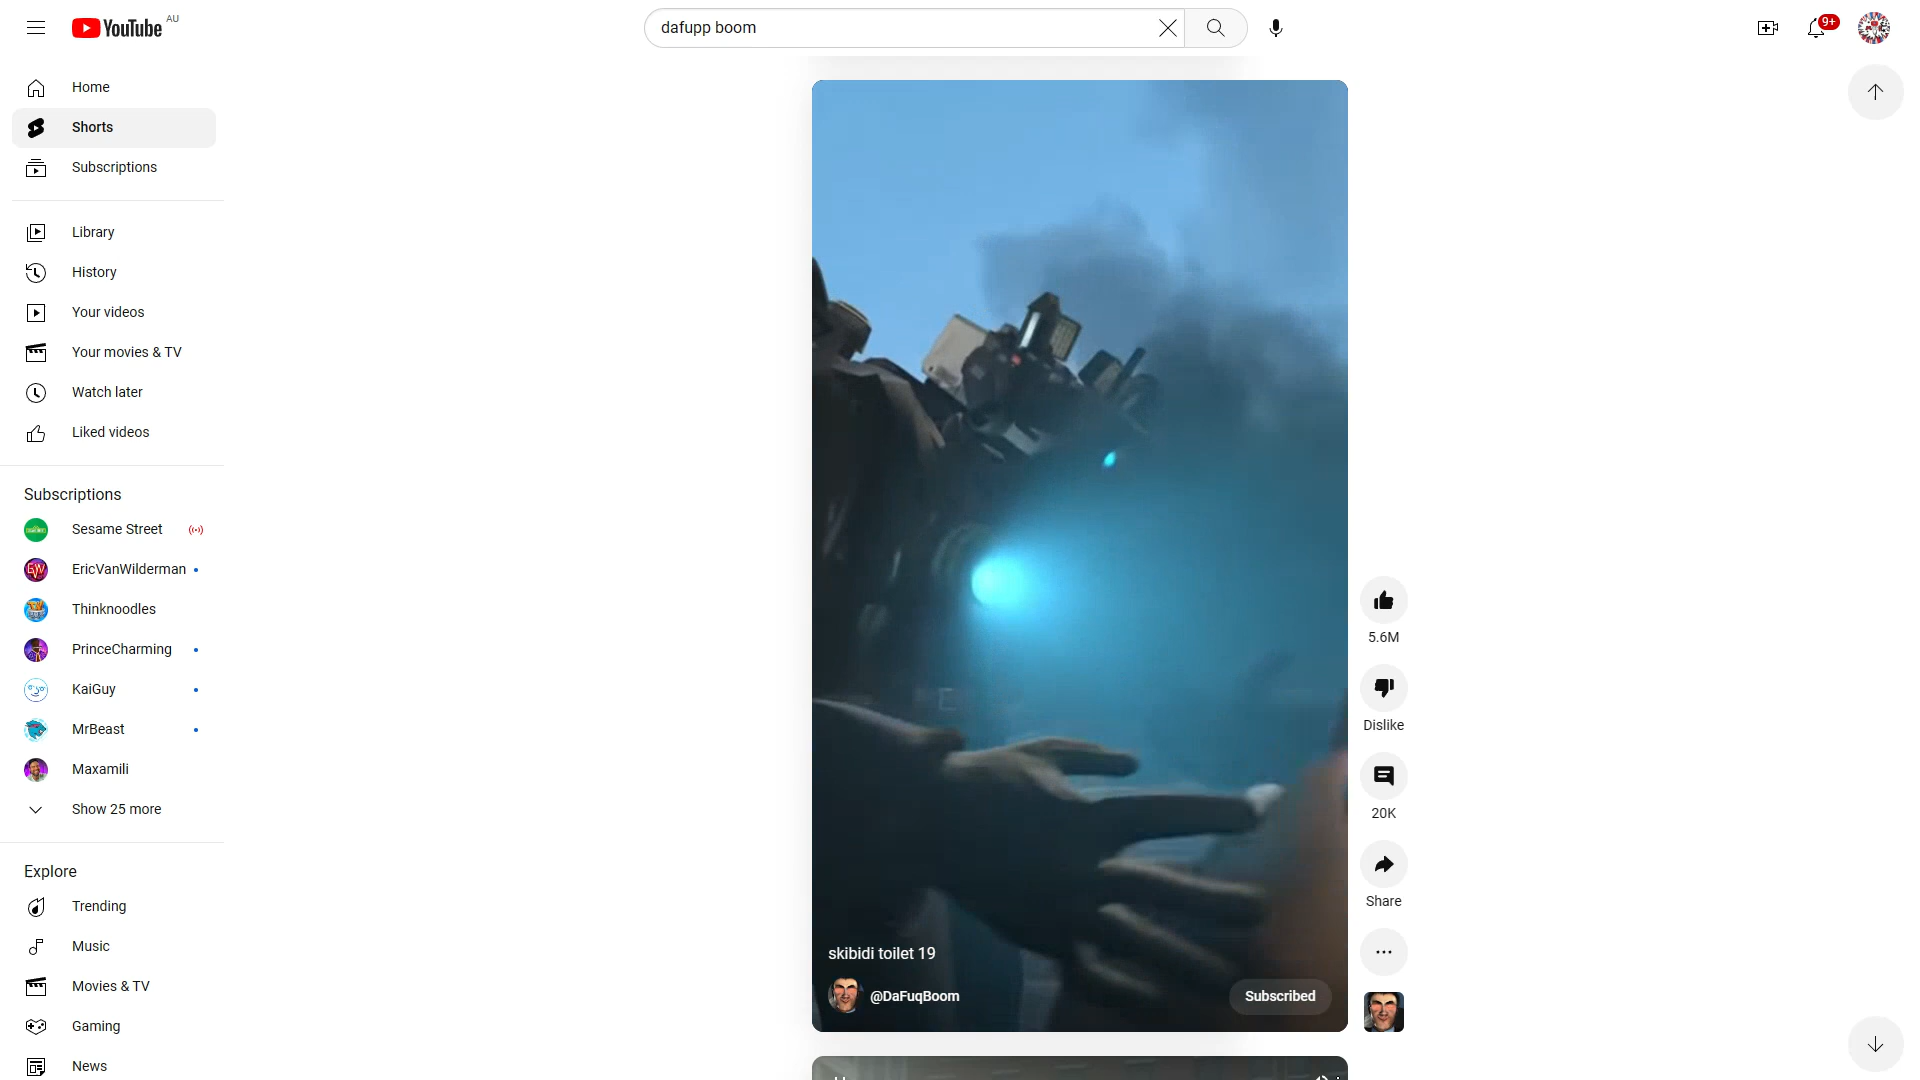 YouTube AU
dafupp boom
9+
Home
Shorts
Subscriptions
Library
History
Your videos
Your movies & TV
Watch later
Liked videos
Subscriptions
Sesame Street
EricVanWilderman
Thinknoodles
PrinceCharming
KaiGuy
MrBeast
Maxamili
Show 25 more
Explore
Trending
Music
Movies & TV
Gaming
News
skibidi toilet 19
@DaFuqBoom
Subscribed
5.6M
Dislike
20K
Share